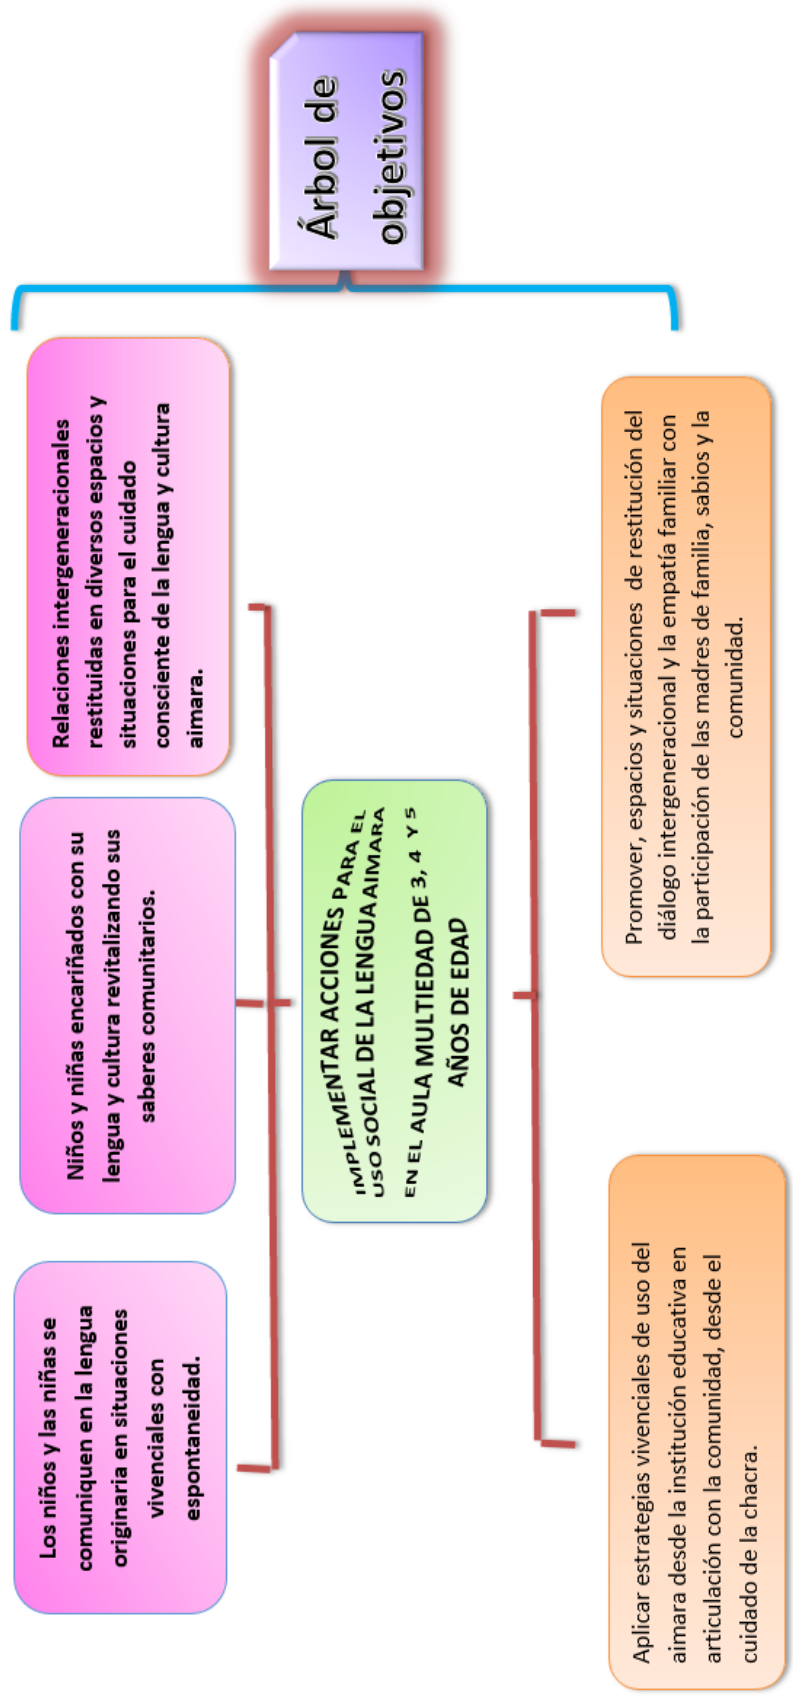 Los niños y las niñas se
comuniquen en la lengua
originaria en situaciones
vivenciales con
espontaneidad.
Niños y niñas encariñados con su
lengua y cultura revitalizando sus
saberes comunitarios.
Relaciones intergeneracionales
restituidas en diversos espacios y
situaciones para el cuidado
consciente de la lengua y cultura
aimara.
Árbol de
objetivos
IMPLEMENTAR ACCIONES PARA EL
USO SOCIAL DE LA LENGUA AIMARA
EN EL AULA MULTIEDAD DE 3, 4 Y 5
AÑOS DE EDAD
Aplicar estrategias vivenciales de uso del
aimara desde la institución educativa en
articulación con la comunidad, desde el
cuidado de la chacra.
Promover, espacios y situaciones de restitución del
diálogo intergeneracional y la empatía familiar con
la participación de las madres de familia, sabios y la
comunidad.